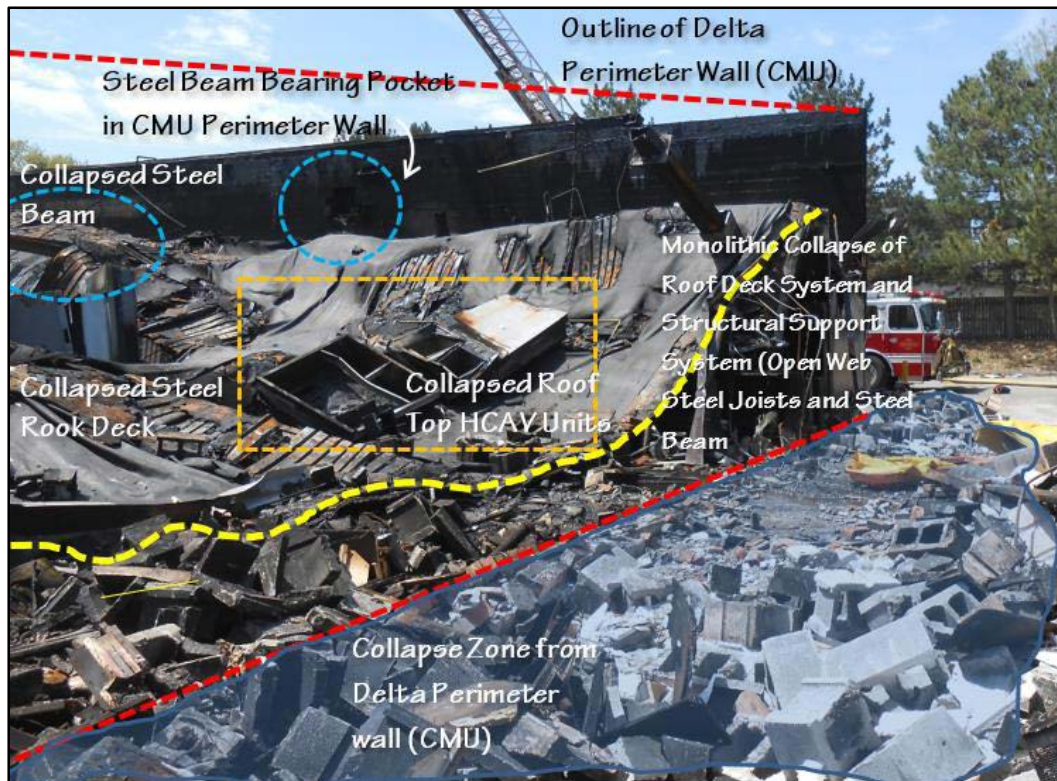 Outline of Delta
Perimeter Wall (CMU)
Steel Beam Bearing Pocket
in CMU Perimeter Wall
Collapsed Steel
Beam
Monolithic Collapse of
Roof Deck System and
Structural Support
System (Open Web
Steel Joists and Steel
Beam
Collapsed Roof
Top HCAV Units
Collapsed Steel
Rook Deck
Collapse Zone from
Delta Perimeter
wall (CMU)